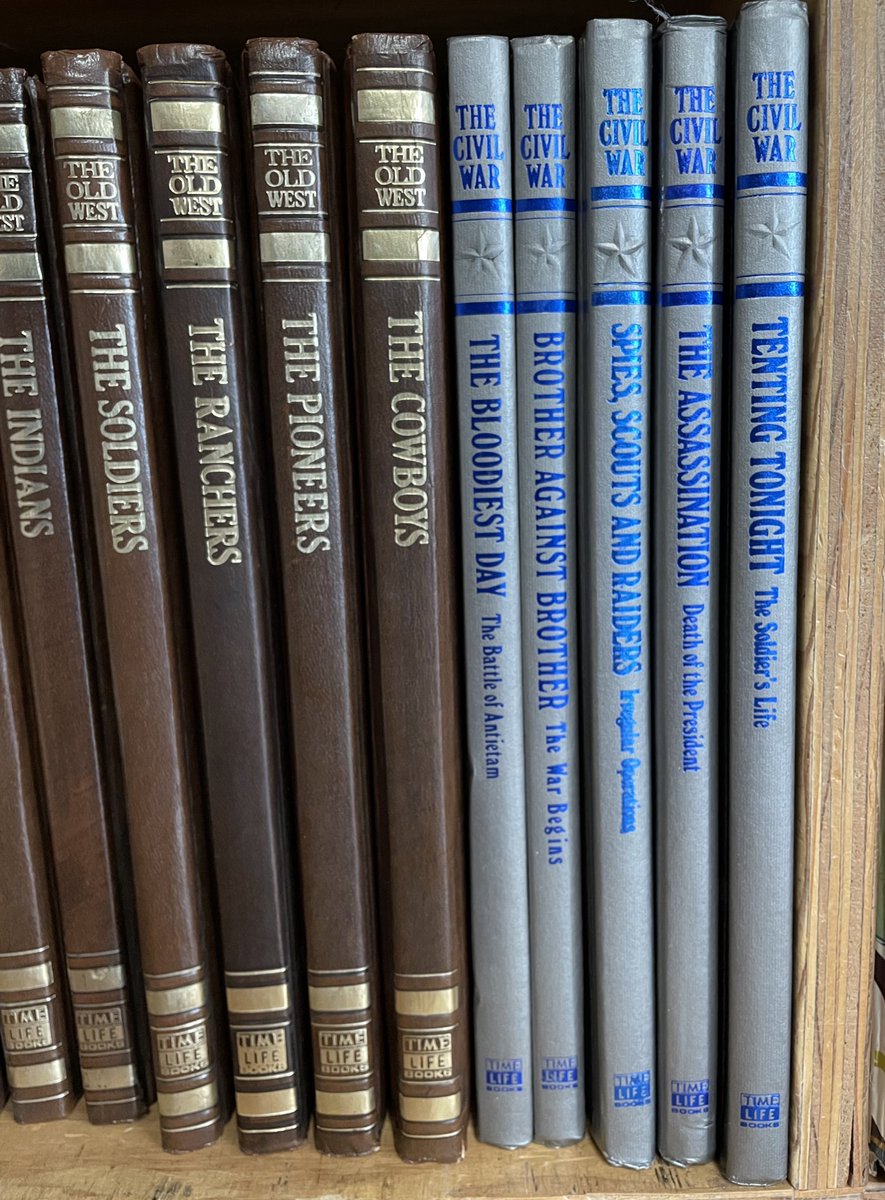 TIME
LIFE
BOOKS
HE
LD
ST
THE INDIANS
TIME
LIFE
BOOKS
THE
OLD
WEST
THE SOLDIERS
TIME
LIFE
BOOKS
THE
OLD
WEST
THE RANCHERS
TIME
LIFE
BOOKS
THE
OLD
WEST
THE PIONEERS
TIME
LIFE
BOOKS
THE
OLD
WEST
THE COWBOYS
TIME
LIFE
BOOKS
THE
CIVIL
WAR
THE BLOODIEST DAY The Battle of Antietam
TIME
LIFE
BOOKS
THE
CIVIL
WAR
BROTHER AGAINST BROTHER The War Begins
TIME
LIFE
BOOKS
THE
CIVIL
WAR
SPIES, SCOUTS AND RAIDERS Irregular Operations
TIME
LIFE
BOOKS
THE
CIVIL
WAR
THE ASSASSINATION Death of the President
TIME
LIFE
BOOKS
THE
CIVIL
WAR
TENTING TONIGHT The Soldier's Life
TIME
LIFE
BOOKS